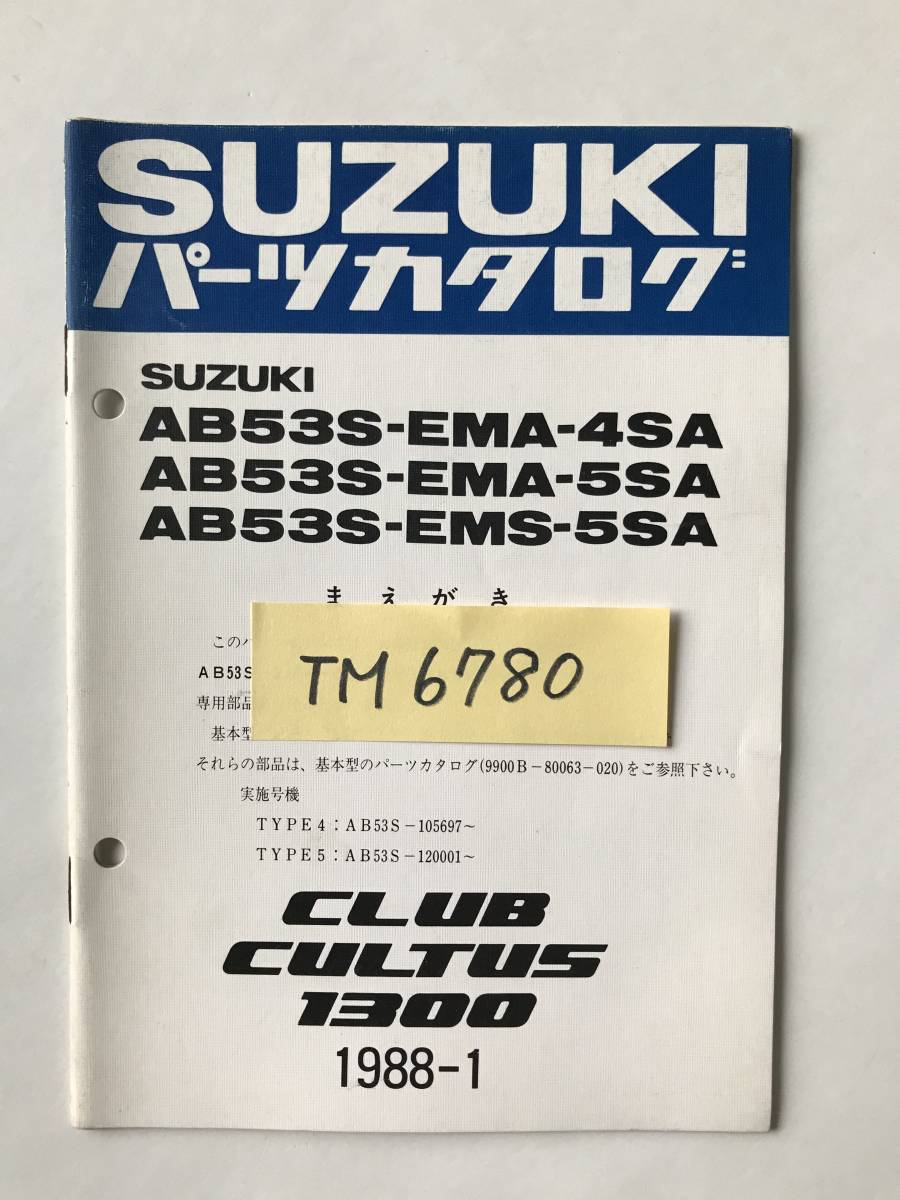 SUZUKI
パーツカタログ
SUZUKI
AB53S-EMA-4SA
AB53S-EMA-5SA
AB53S-EMS-5SA
まえがき
このパ
TM6780
AB53S
専用部品
基本型
それらの部品は、基本型のパーツカタログ(9900B-80063-020)をご参照下さい。
実施号機
TYPE4:AB53S-105697~
TYPE5:AB53S-120001~
CLUB
CULTUS
1300
1988-1